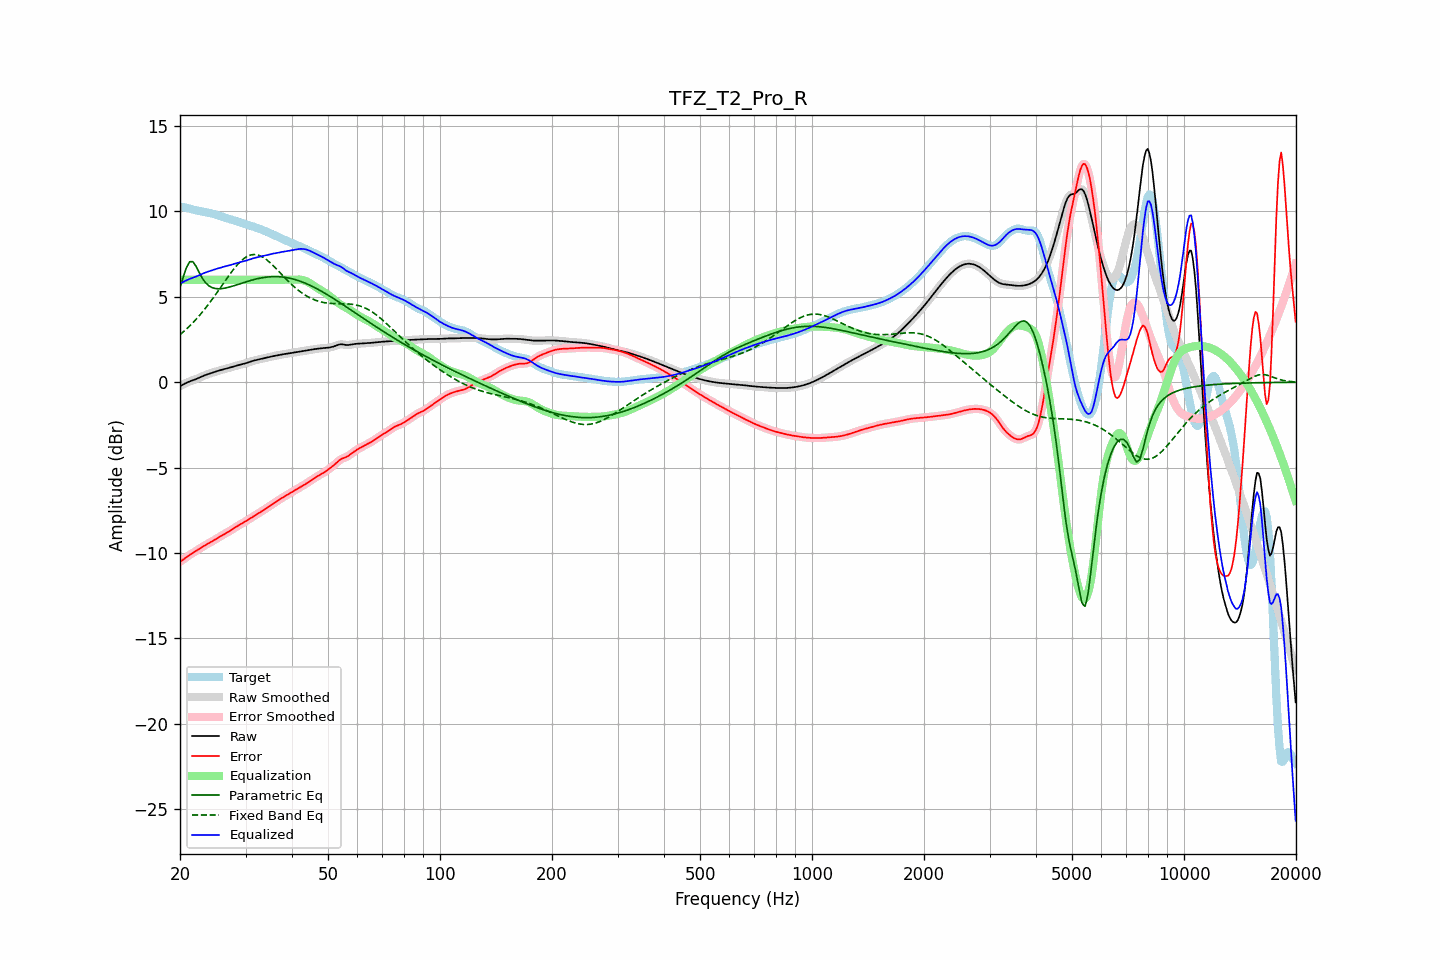 TFZ_T2_Pro_R
15
10
5
0
−5
−10
−15
−20
−25
Amplitude (dBr)
Target
Raw Smoothed
Error Smoothed
Raw
Error
Equalization
Parametric Eq
Fixed Band Eq
Equalized
20
50
100
200
500
1000
2000
5000
10000
20000
Frequency (Hz)